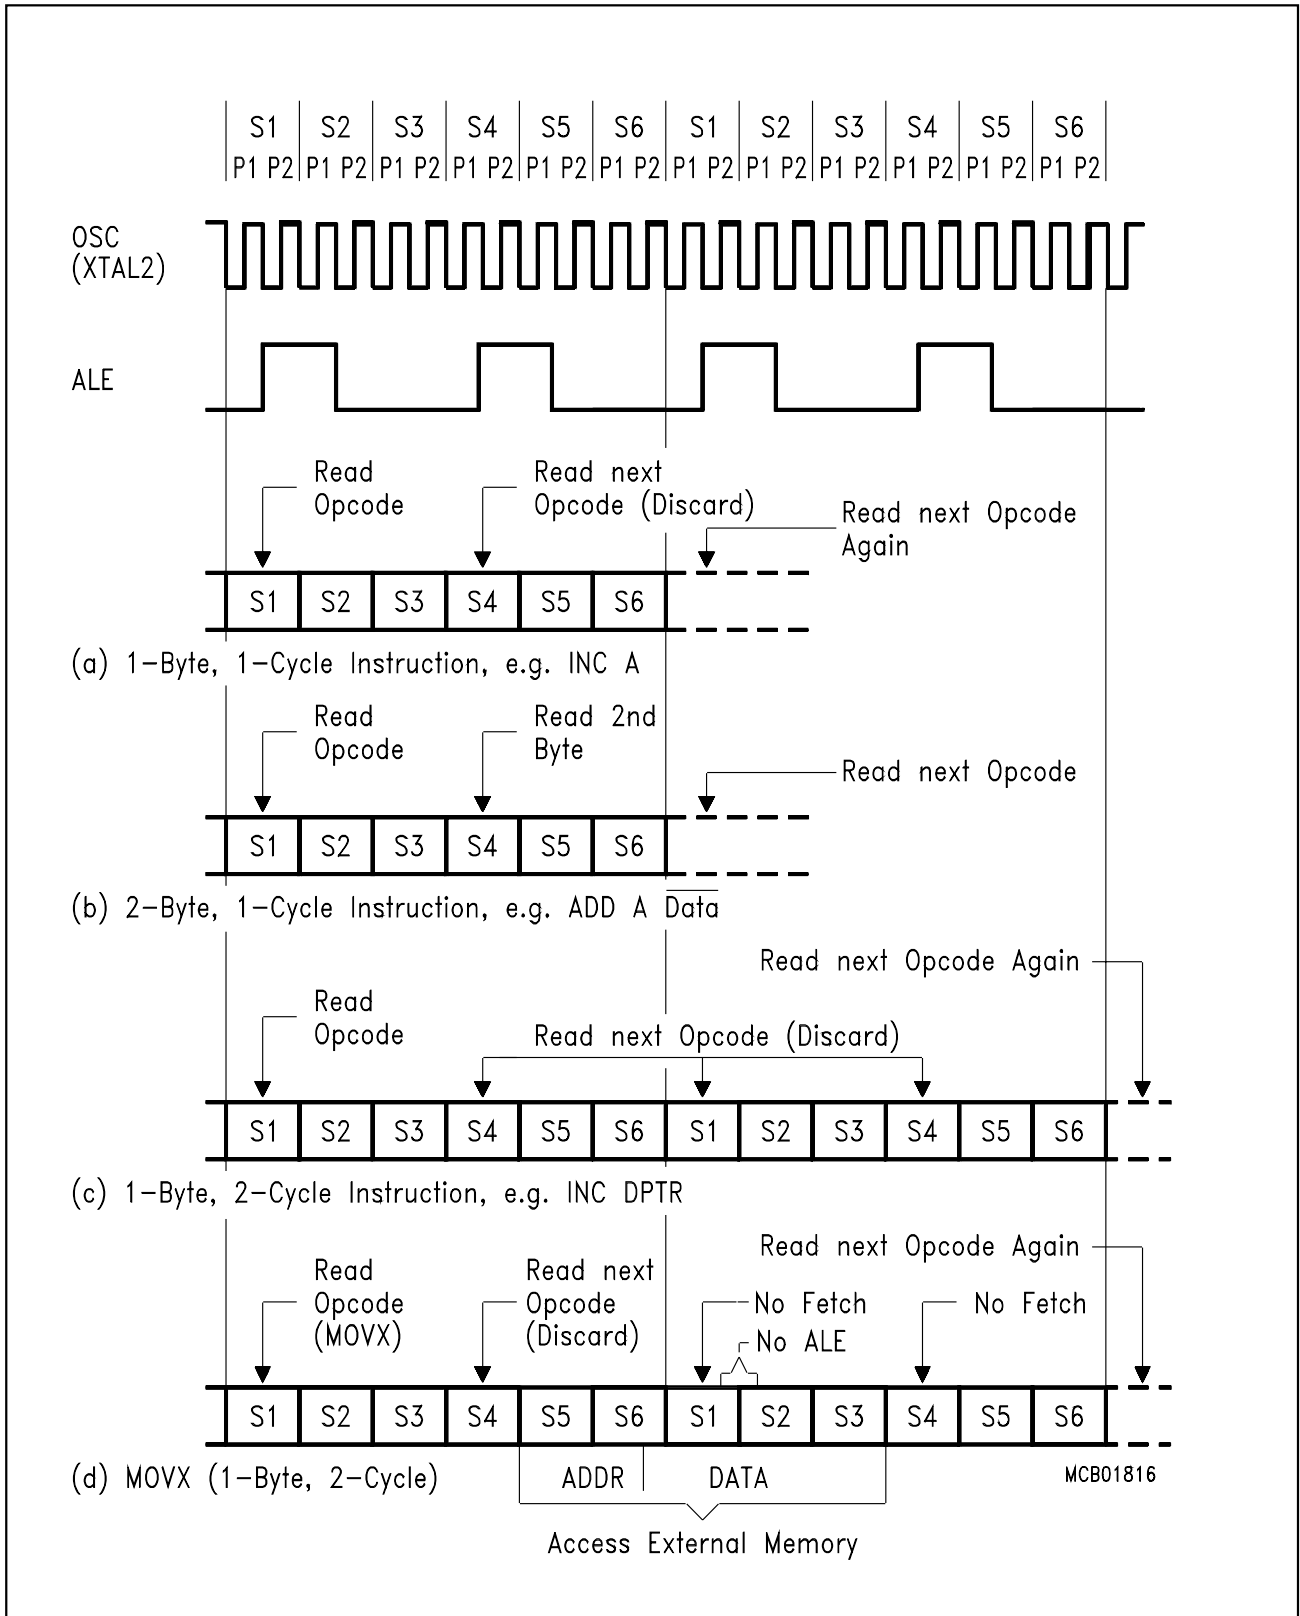 S1 S2 S3 S4 S5 S6 S1 S2 S3 S4 S5 S6
P1 P2 P1 P2 P1 P2 P1 P2 P1 P2 P1 P2 P1 P2 P1 P2 P1 P2 P1 P2 P1 P2 P1 P2
OSC
(XTAL2)
ALE
Read
Opcode
Read next
Opcode (Discard)
Read next Opcode
Again
S1 S2 S3 S4 S5 S6
(a) 1-Byte, 1-Cycle Instruction, e.g. INC A
Read
Opcode
Read 2nd
Byte
Read next Opcode
S1 S2 S3 S4 S5 S6
(b) 2-Byte, 1-Cycle Instruction, e.g. ADD A D̅a̅t̅a̅
Read next Opcode Again
Read
Opcode
Read next Opcode (Discard)
S1 S2 S3 S4 S5 S6 S1 S2 S3 S4 S5 S6
(c) 1-Byte, 2-Cycle Instruction, e.g. INC DPTR
Read next Opcode Again
Read
Opcode
(MOVX)
Read next
Opcode
(Discard)
No Fetch
No ALE
No Fetch
S1 S2 S3 S4 S5 S6 S1 S2 S3 S4 S5 S6
(d) MOVX (1-Byte, 2-Cycle)
ADDR
DATA
MCB01816
Access External Memory